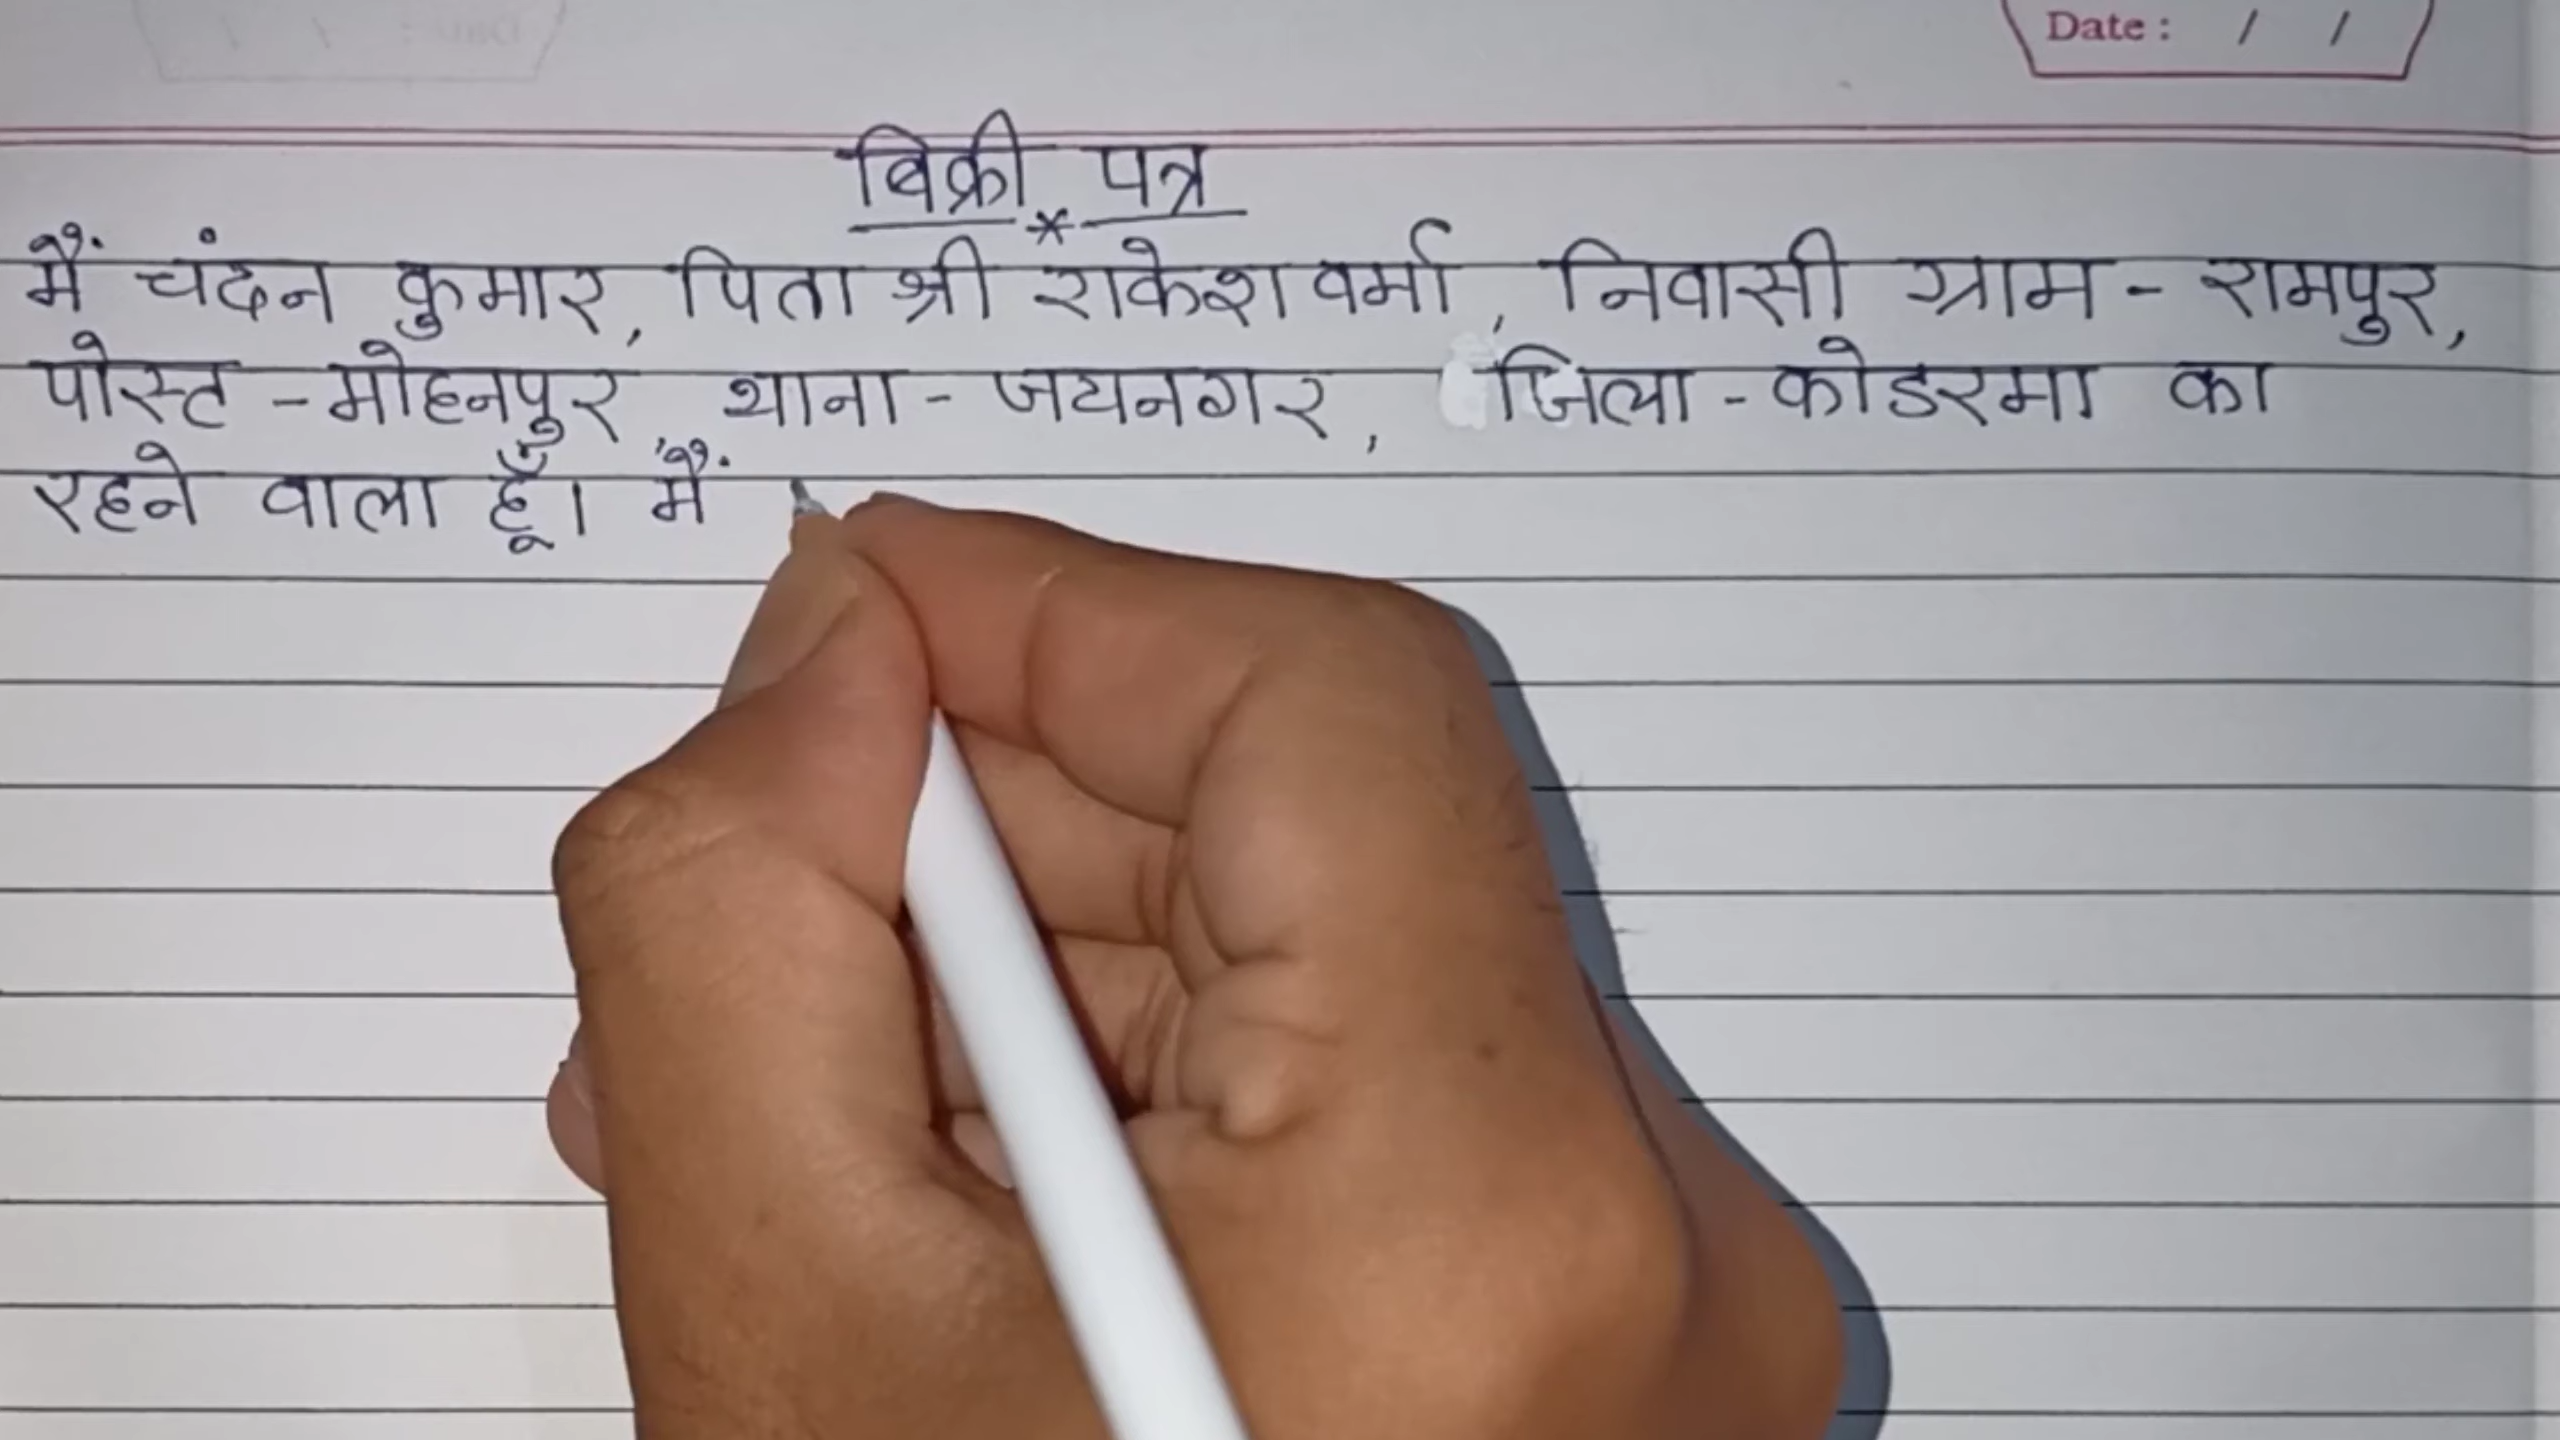 Date : / /
बिक्री पत्र
*
मैं चंदन कुमार, पिता श्री राकेश वर्मा, निवासी ग्राम - रामपुर,
पोस्ट - मोहनपुर, थाना - जयनगर, जिला - कोडरमा का
रहने वाला हूँ। मैं